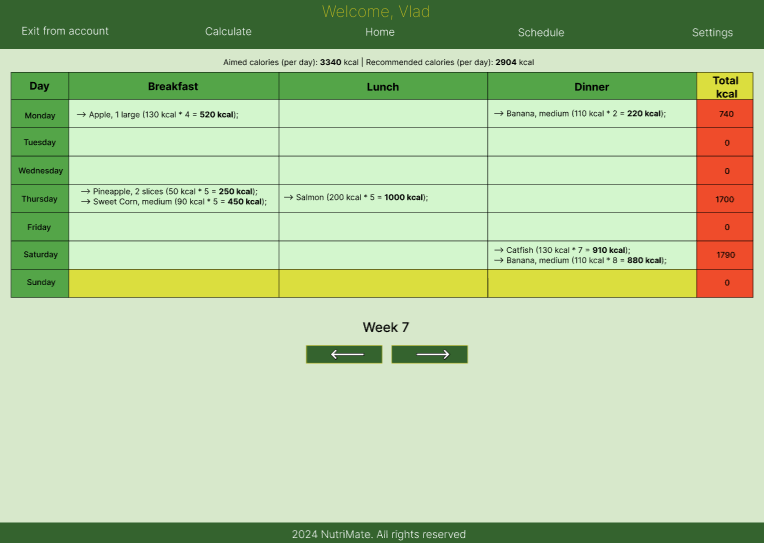 Welcome, Vlad
Exit from account Calculate Home Schedule Settings
Aimed calories (per day): 3340 kcal | Recommended calories (per day): 2904 kcal
Day Breakfast Lunch Dinner Total kcal
Monday → Apple, 1 large (130 kcal * 4 = 520 kcal); → Banana, medium (110 kcal * 2 = 220 kcal); 740
Tuesday 0
Wednesday 0
Thursday → Pineapple, 2 slices (50 kcal * 5 = 250 kcal);
→ Sweet Corn, medium (90 kcal * 5 = 450 kcal); → Salmon (200 kcal * 5 = 1000 kcal); 1700
Friday 0
Saturday → Catfish (130 kcal * 7 = 910 kcal);
→ Banana, medium (110 kcal * 8 = 880 kcal); 1790
Sunday 0
Week 7
← →
2024 NutriMate. All rights reserved